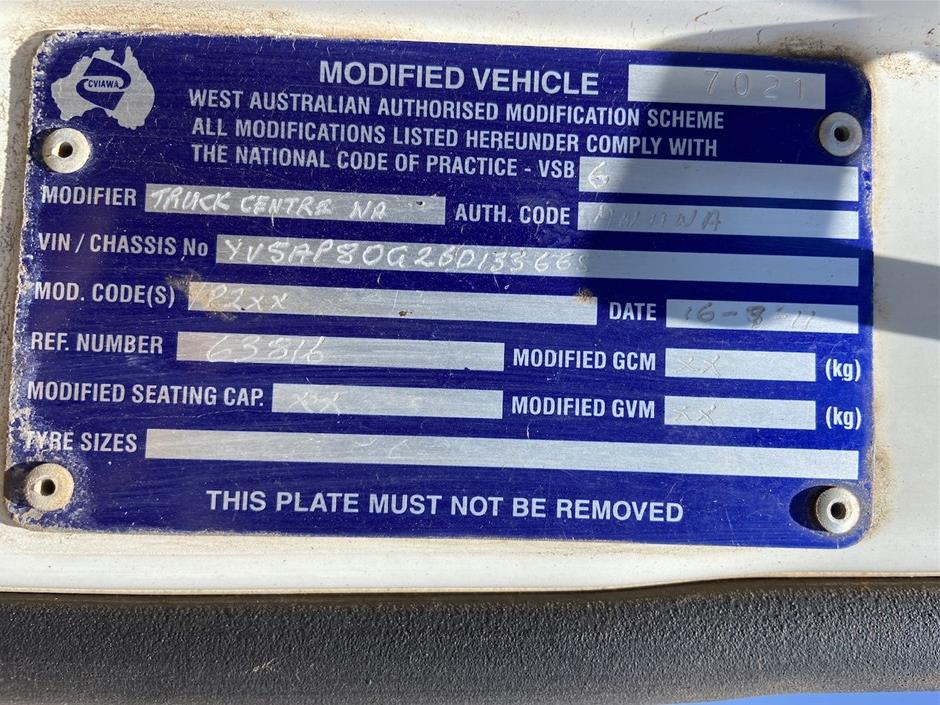 CVIAWA
MODIFIED VEHICLE 7021
WEST AUSTRALIAN AUTHORISED MODIFICATION SCHEME
ALL MODIFICATIONS LISTED HEREUNDER COMPLY WITH
THE NATIONAL CODE OF PRACTICE - VSB 6
MODIFIER TRUCK CENTRE WA AUTH. CODE
VIN / CHASSIS No
MOD. CODE(S) P2xx DATE 16-8-11
REF. NUMBER 63816 MODIFIED GCM xx (kg)
MODIFIED SEATING CAP. xx MODIFIED GVM xx (kg)
TYRE SIZES
THIS PLATE MUST NOT BE REMOVED